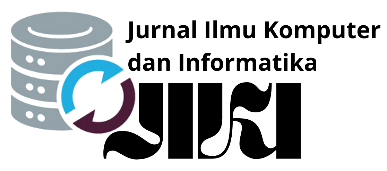 Jurnal Ilmu Komputer
dan Informatika
JIKI